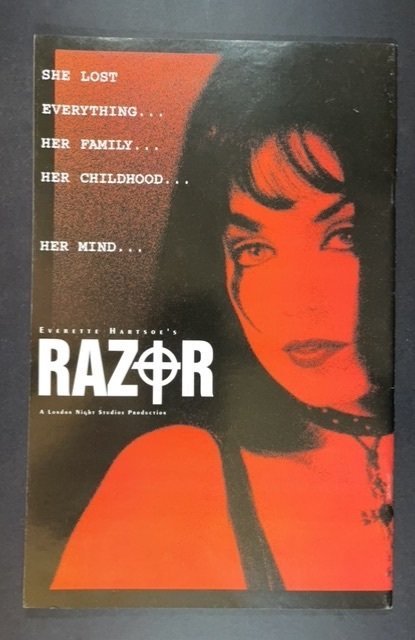 SHE LOST
EVERYTHING...
HER FAMILY...
HER CHILDHOOD...
HER MIND...
EVERETTE HARTSOE'S
RAZOR
A London Night Studios Production